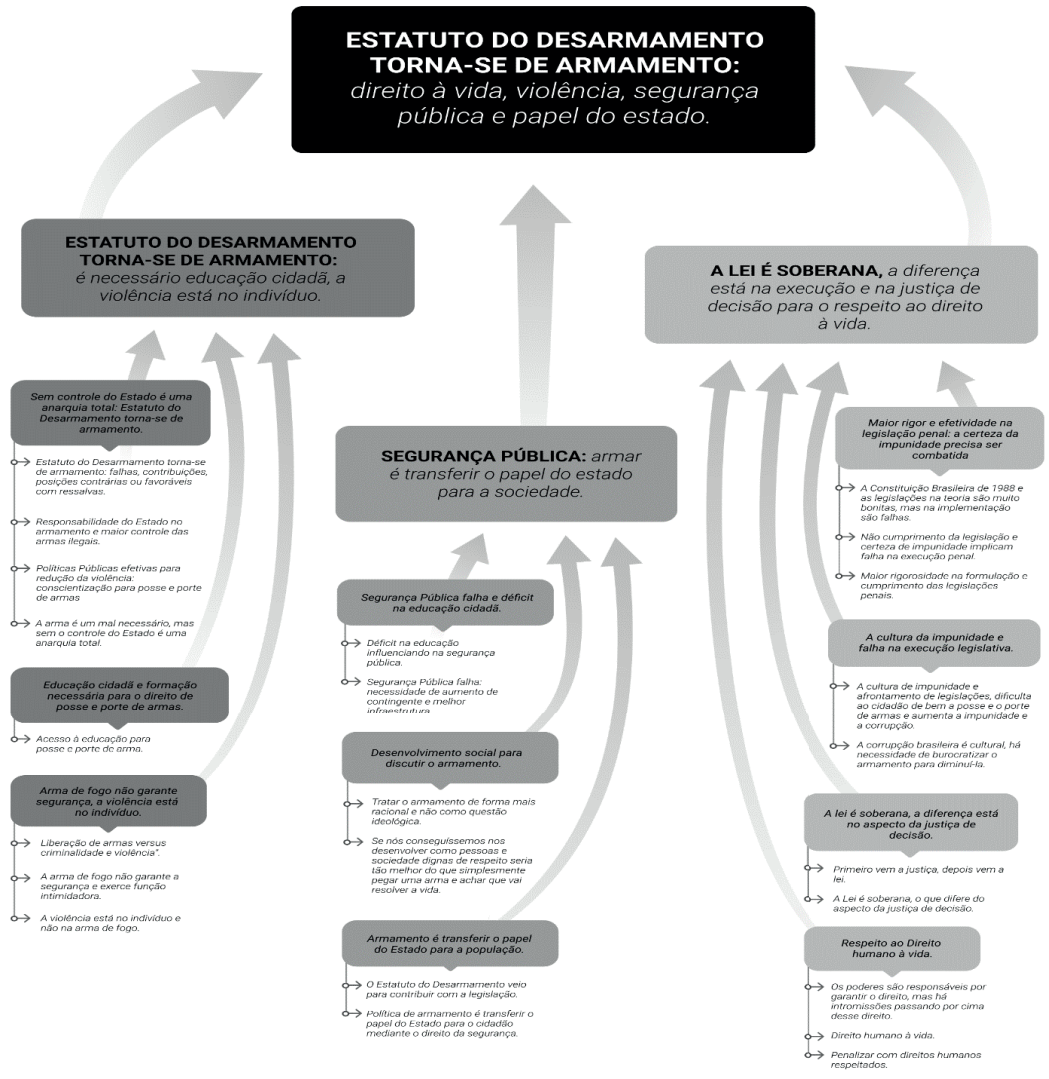 ESTATUTO DO DESARMAMENTO
TORNA-SE DE ARMAMENTO:
direito à vida, violência, segurança
pública e papel do estado.
ESTATUTO DO DESARMAMENTO
TORNA-SE DE ARMAMENTO:
é necessário educação cidadã, a
violência está no indivíduo.
Sem controle do Estado é uma
anarquia total: Estatuto do
Desarmamento torna-se de
armamento.
Estatuto do Desarmamento torna-se
de armamento: falhas, contribuições,
posições contrárias ou favoráveis
com ressalvas.
Responsabilidade do Estado no
armamento e maior controle das
armas ilegais.
Políticas Públicas efetivas para
redução da violência:
conscientização para posse e porte
de armas
A arma é um mal necessário, mas
sem o controle do Estado é uma
anarquia total.
Educação cidadã e formação
necessária para o direito de
posse e porte de armas.
Acesso à educação para
posse e porte de arma.
Arma de fogo não garante
segurança, a violência está
no indivíduo.
Liberação de armas versus
criminalidade e violência".
A arma de fogo não garante a
segurança e exerce função
intimidadora.
A violência está no indivíduo e
não na arma de fogo.
SEGURANÇA PÚBLICA: armar
é transferir o papel do estado
para a sociedade.
Segurança Pública falha e déficit
na educação cidadã.
Déficit na educação
influenciando na segurança
pública.
Segurança Pública falha:
necessidade de aumento de
contingente e melhor
infraestrutura
Desenvolvimento social para
discutir o armamento.
Tratar o armamento de forma mais
racional e não como questão
ideológica.
Se nós conseguíssemos nos
desenvolver como pessoas e
sociedade dignas de respeito seria
tão melhor do que simplesmente
pegar uma arma e achar que vai
resolver a vida.
Armamento é transferir o papel
do Estado para a população.
O Estatuto do Desarmamento veio
para contribuir com a legislação.
Política de armamento é transferir o
papel do Estado para o cidadão
mediante o direito da segurança.
A LEI É SOBERANA, a diferença
está na execução e na justiça de
decisão para o respeito ao direito
à vida.
Maior rigor e efetividade na
legislação penal: a certeza da
impunidade precisa ser
combatida
A Constituição Brasileira de 1988 e
as legislações na teoria são muito
bonitas, mas na implementação
são falhas.
Não cumprimento da legislação e
certeza de impunidade implicam
falha na execução penal.
Maior rigorosidade na formulação e
cumprimento das legislações
penais.
A cultura da impunidade e
falha na execução legislativa.
A cultura de impunidade e
afrontamento de legislações, dificulta
ao cidadão de bem a posse e o porte
de armas e aumenta a impunidade e
a corrupção.
A corrupção brasileira é cultural, há
necessidade de burocratizar o
armamento para diminuí-la.
A lei é soberana, a diferença está
no aspecto da justiça de
decisão.
Primeiro vem a justiça, depois vem a
lei.
A Lei é soberana, o que difere do
aspecto da justiça de decisão.
Respeito ao Direito
humano à vida.
Os poderes são responsáveis por
garantir o direito, mas há
intromissões passando por cima
desse direito.
Direito humano à vida.
Penalizar com direitos humanos
respeitados.